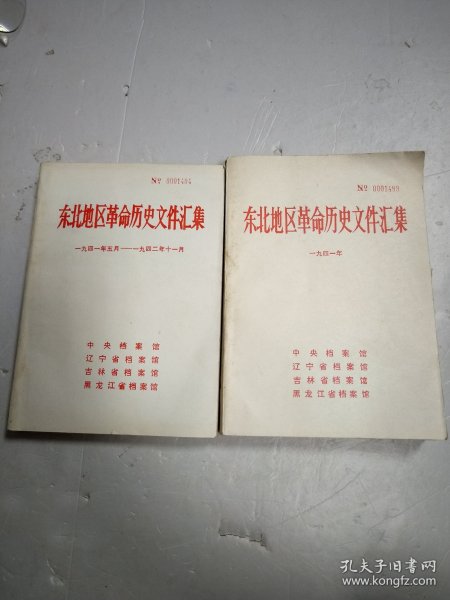 № 0001494
东北地区革命历史文件汇集
一九四一年五月——一九四二年十一月
中央档案馆
辽宁省档案馆
吉林省档案馆
黑龙江省档案馆
№ 0001499
东北地区革命历史文件汇集
一九四一年
中央档案馆
辽宁省档案馆
吉林省档案馆
黑龙江省档案馆
孔夫子旧书网
www.kongfz.com